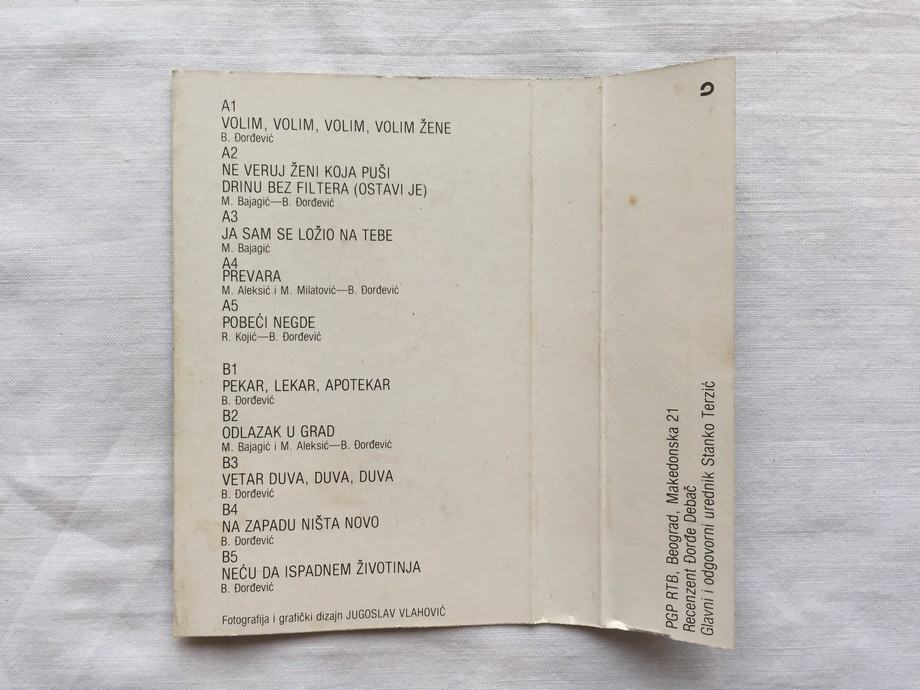 A1
VOLIM, VOLIM, VOLIM, VOLIM ŽENE
B. Đorđević
A2
NE VERUJ ŽENI KOJA PUŠI
DRINU BEZ FILTERA (OSTAVI JE)
M. Bajagić—B. Đorđević
A3
JA SAM SE LOŽIO NA TEBE
M. Bajagić
A4
PREVARA
M. Aleksić i M. Milatović—B. Đorđević
A5
POBEĆI NEGDE
R. Kojić—B. Đorđević
B1
PEKAR, LEKAR, APOTEKAR
B. Đorđević
B2
ODLAZAK U GRAD
M. Bajagić i M. Aleksić—B. Đorđević
B3
VETAR DUVA, DUVA, DUVA
B. Đorđević
B4
NA ZAPADU NIŠTA NOVO
B. Đorđević
B5
NEĆU DA ISPADNEM ŽIVOTINJA
B. Đorđević
Fotografija i grafički dizajn JUGOSLAV VLAHOVIĆ
PGP RTB, Beograd, Makedonska 21
Recenzent Đorđe Debač
Glavni i odgovorni urednik Stanko Terzić